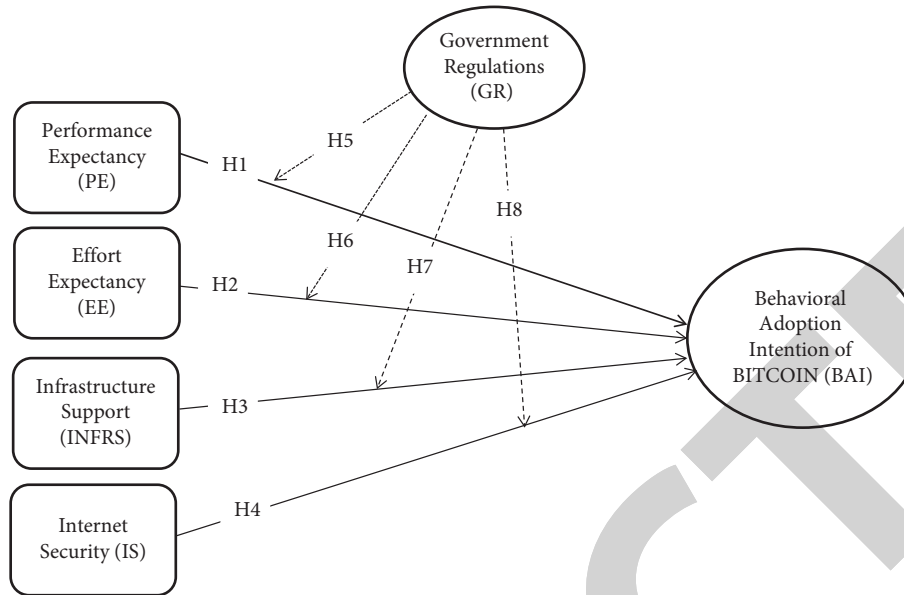 Government
Regulations
(GR)
Performance
Expectancy
(PE)
H1
H5
H8
Effort
Expectancy
(EE)
H2
H6
H7
Behavioral
Adoption
Intention of
BITCOIN (BAI)
Infrastructure
Support
(INFRS)
H3
Internet
Security (IS)
H4